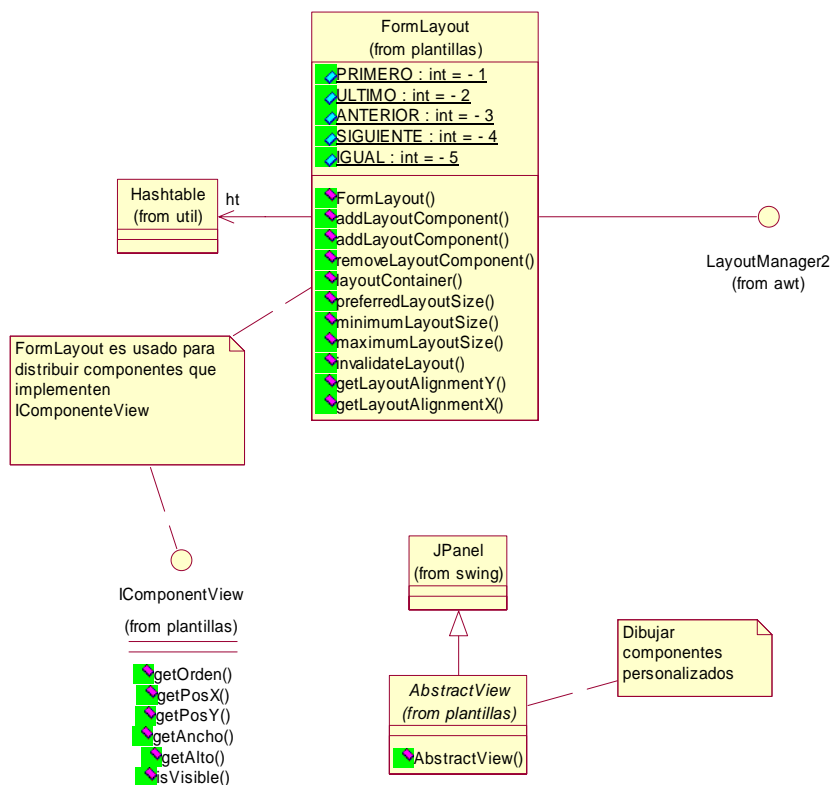 FormLayout
(from plantillas)
PRIMERO : int = - 1
ULTIMO : int = - 2
ANTERIOR : int = - 3
SIGUIENTE : int = - 4
IGUAL : int = - 5
FormLayout()
addLayoutComponent()
addLayoutComponent()
removeLayoutComponent()
layoutContainer()
preferredLayoutSize()
minimumLayoutSize()
maximumLayoutSize()
invalidateLayout()
getLayoutAlignmentY()
getLayoutAlignmentX()
Hashtable
(from util)
ht
LayoutManager2
(from awt)
FormLayout es usado para
distribuir componentes que
implementen
IComponenteView
IComponentView
(from plantillas)
getOrden()
getPosX()
getPosY()
getAncho()
getAlto()
isVisible()
JPanel
(from swing)
AbstractView
(from plantillas)
AbstractView()
Dibujar
componentes
personalizados